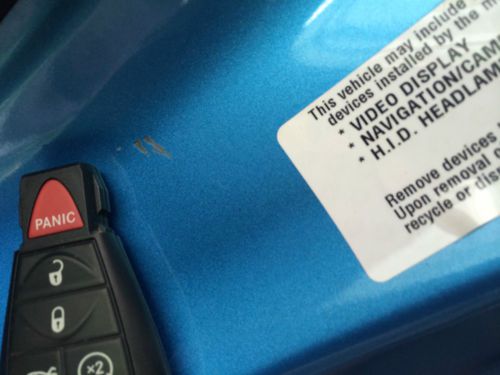 This vehicle may include
devices installed by the
* VIDEO DISPLAY
* NAVIGATION/CAM
* H.I.D. HEADLAM
Remove devices
Upon removal
recycle or
PANIC
×2